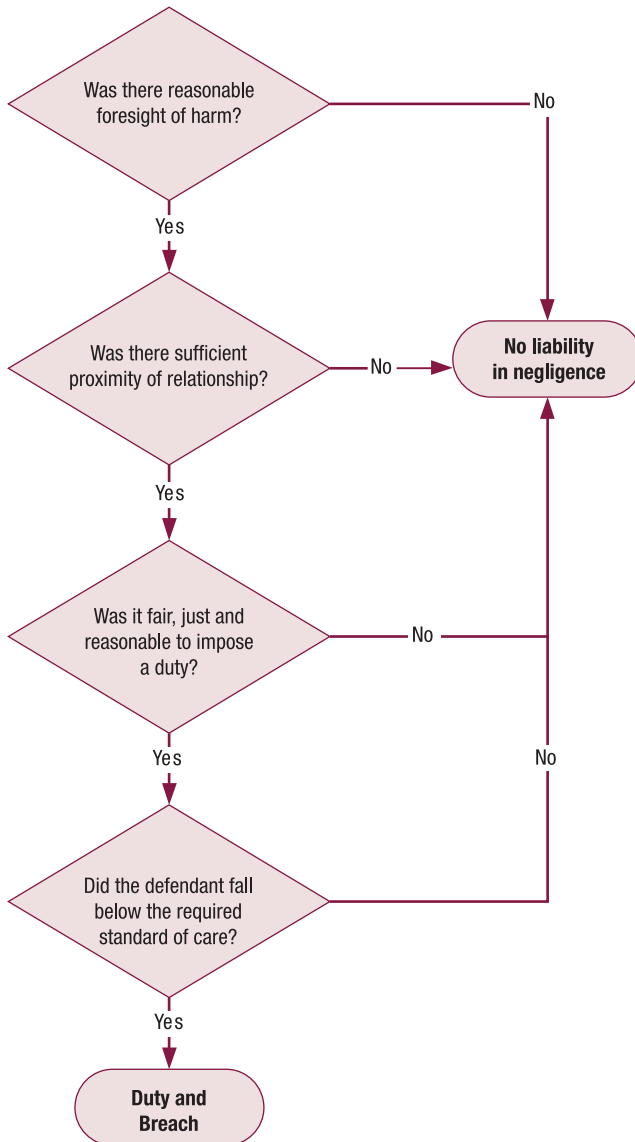 Was there reasonable
foresight of harm?
No
Yes
Was there sufficient
proximity of relationship?
No
No liability
in negligence
Yes
Was it fair, just and
reasonable to impose
a duty?
No
Yes
No
Did the defendant fall
below the required
standard of care?
Yes
Duty and
Breach